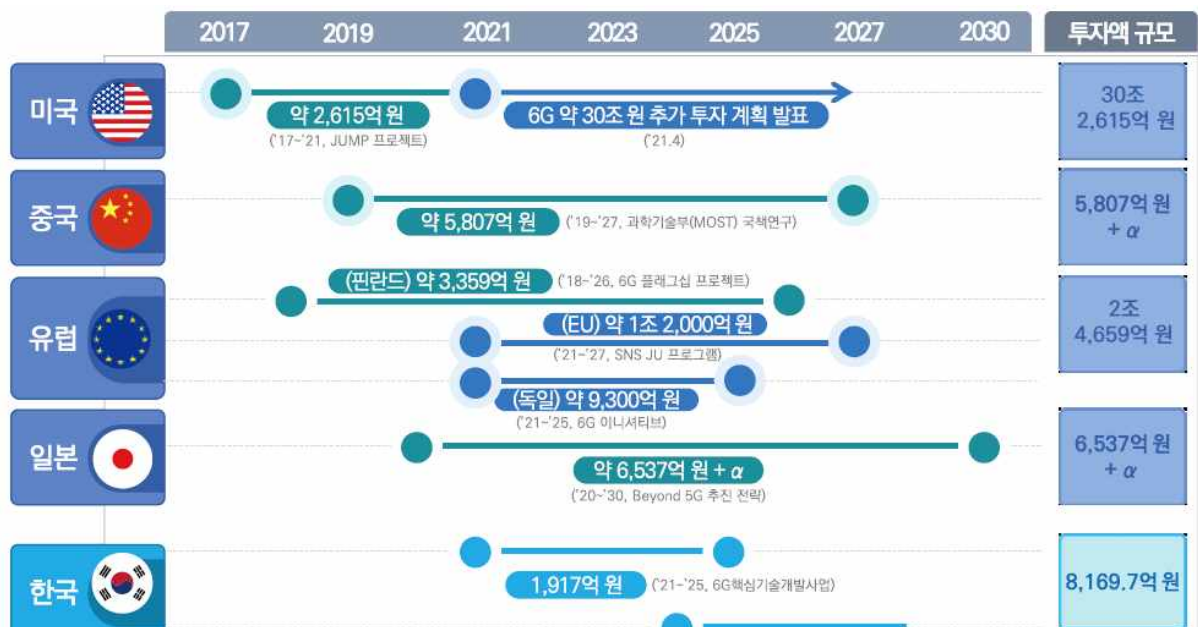 2017 2019 2021 2023 2025 2027 2030 투자액 규모
미국
약 2,615억 원
('17~'21, JUMP 프로젝트)
6G 약 30조 원 추가 투자 계획 발표
('21.4)
30조
2,615억 원
중국
약 5,807억 원 ('19~'27, 과학기술부(MOST) 국책연구)
5,807억 원
+ α
유럽
(핀란드) 약 3,359억 원 ('18~'26, 6G 플래그십 프로젝트)
(EU) 약 1조 2,000억 원
('21~'27, SNS JU 프로그램)
(독일) 약 9,300억 원
('21~'25, 6G 이니셔티브)
2조
4,659억 원
일본
약 6,537억 원 + α
('20~'30, Beyond 5G 추진 전략)
6,537억 원
+ α
한국
1,917억 원 ('21~'25, 6G핵심기술개발사업)
8,169.7억 원